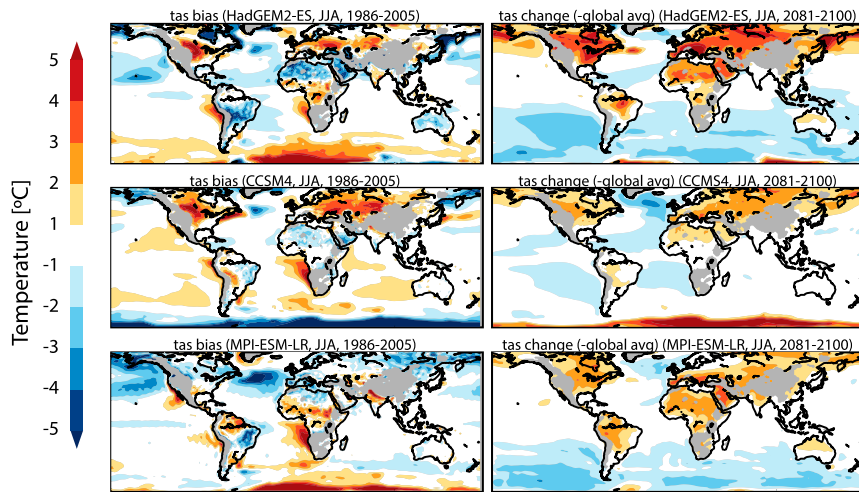 tas bias (HadGEM2-ES, JJA, 1986-2005)
tas change (-global avg) (HadGEM2-ES, JJA, 2081-2100)
5
4
3
2
1
-1
-2
-3
-4
-5
Temperature [ºC]
tas bias (CCSM4, JJA, 1986-2005)
tas change (-global avg) (CCMS4, JJA, 2081-2100)
tas bias (MPI-ESM-LR, JJA, 1986-2005)
tas change (-global avg) (MPI-ESM-LR, JJA, 2081-2100)